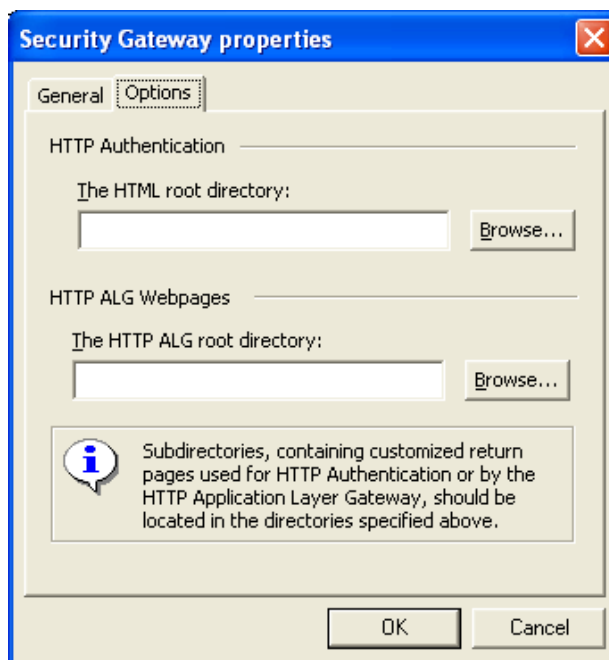 Security Gateway properties
General
Options
HTTP Authentication
The HTML root directory:
Browse...
HTTP ALG Webpages
The HTTP ALG root directory:
Browse...
Subdirectories, containing customized return
pages used for HTTP Authentication or by the
HTTP Application Layer Gateway, should be
located in the directories specified above.
OK
Cancel